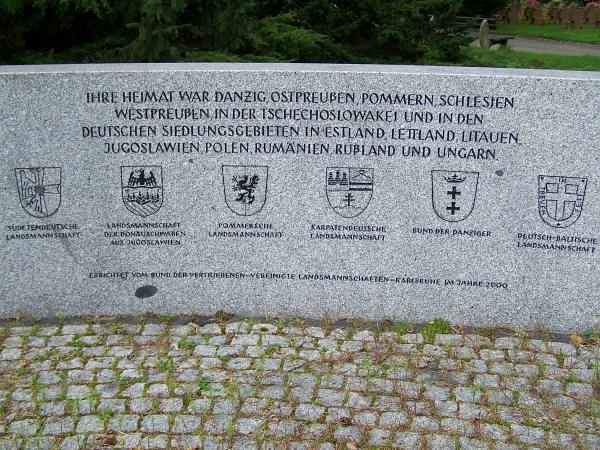 IHRE HEIMAT WAR DANZIG, OSTPREUßEN, POMMERN, SCHLESIEN
WESTPREUßEN, IN DER TSCHECHOSLOWAKEI UND IN DEN
DEUTSCHEN SIEDLUNGSGEBIETEN IN ESTLAND, LETTLAND, LITAUEN,
JUGOSLAWIEN, POLEN, RUMÄNIEN, RUßLAND UND UNGARN.
SUDETENDEUTSCHE
LANDSMANNSCHAFT
LANDSMANNSCHAFT
DER DONAUSCHWABEN
AUS JUGOSLAWIEN
POMMERSCHE
LANDSMANNSCHAFT
KARPATENDEUTSCHE
LANDSMANNSCHAFT
BUND DER DANZIGER
DEUTSCH-BALTISCHE
LANDSMANNSCHAFT
ERRICHTET VOM BUND DER VERTRIEBENEN-VEREINIGTE LANDSMANNSCHAFTEN-KARLSRUHE IM JAHRE 2000